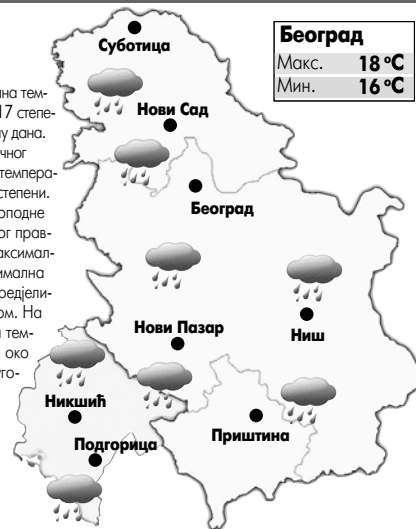 Суботица
Београд
Макс. 18 °C
Мин. 16 °C
Нови Сад
Београд
Нови Пазар
Ниш
Никшић
Приштина
Подгорица
на тем-
17 степе-
у дана.
чног
темпера-
степени.
оподне
ог прав-
аксимал-
имална
редјели-
ом. На
тем-
око